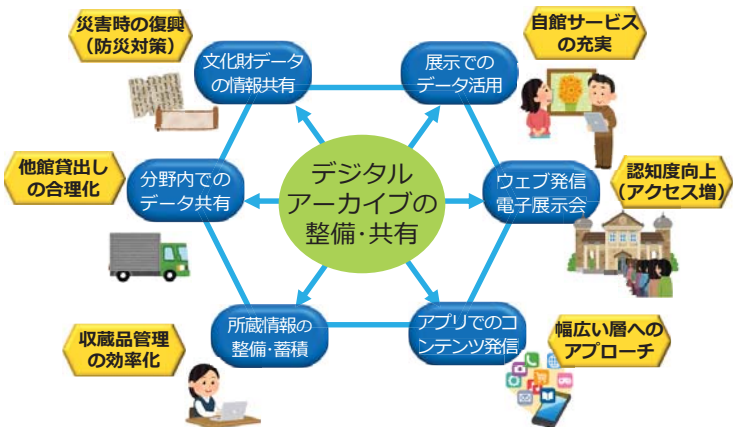 災害時の復興
（防災対策）
文化財データ
の情報共有
展示での
データ活用
自館サービス
の充実
他館貸出し
の合理化
分野内での
データ共有
デジタル
アーカイブの
整備・共有
ウェブ発信
電子展示会
認知度向上
（アクセス増）
収蔵品管理
の効率化
所蔵情報の
整備・蓄積
アプリでのコ
ンテンツ発信
幅広い層への
アプローチ